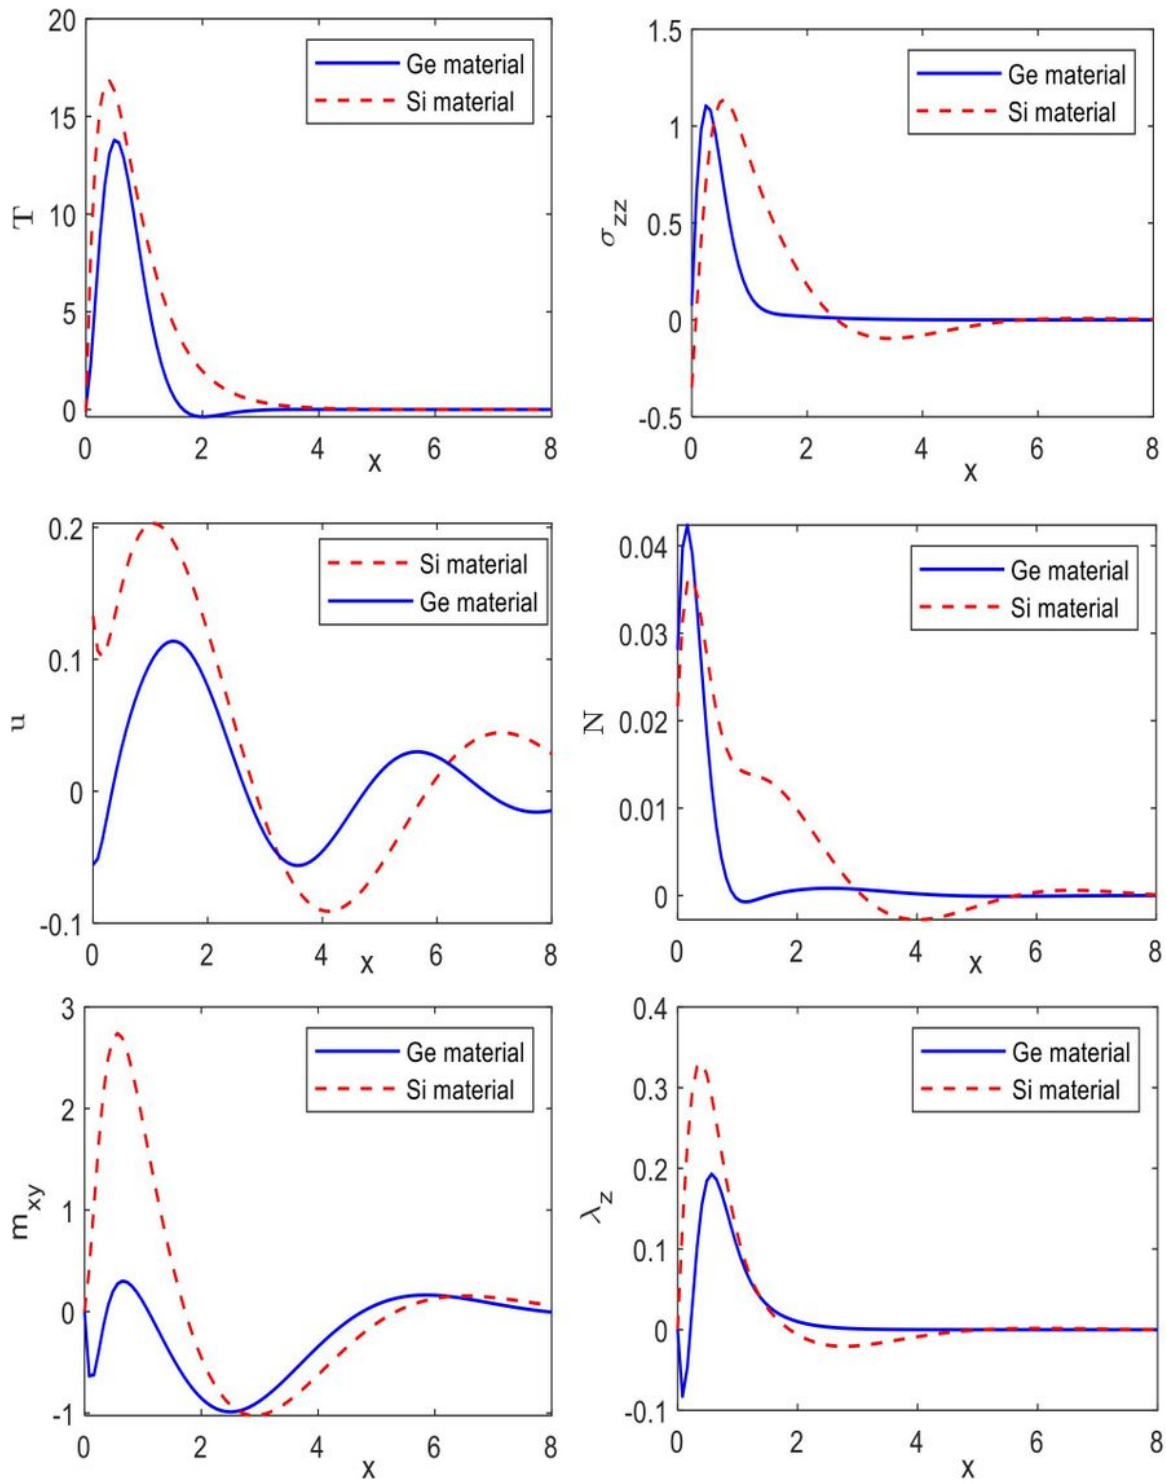 20
15
10
5
0
T
Ge material
Si material
0 2 4 6 8
x
1.5
1
0.5
0
-0.5
σzz
Ge material
Si material
0 2 4 6 8
x
0.2
0.1
0
-0.1
u
Si material
Ge material
0 2 4 6 8
x
0.04
0.03
0.02
0.01
0
N
Ge material
Si material
0 2 4 6 8
x
3
2
1
0
-1
mxy
Ge material
Si material
0 2 4 6 8
x
0.4
0.3
0.2
0.1
0
-0.1
λz
Ge material
Si material
0 2 4 6 8
x